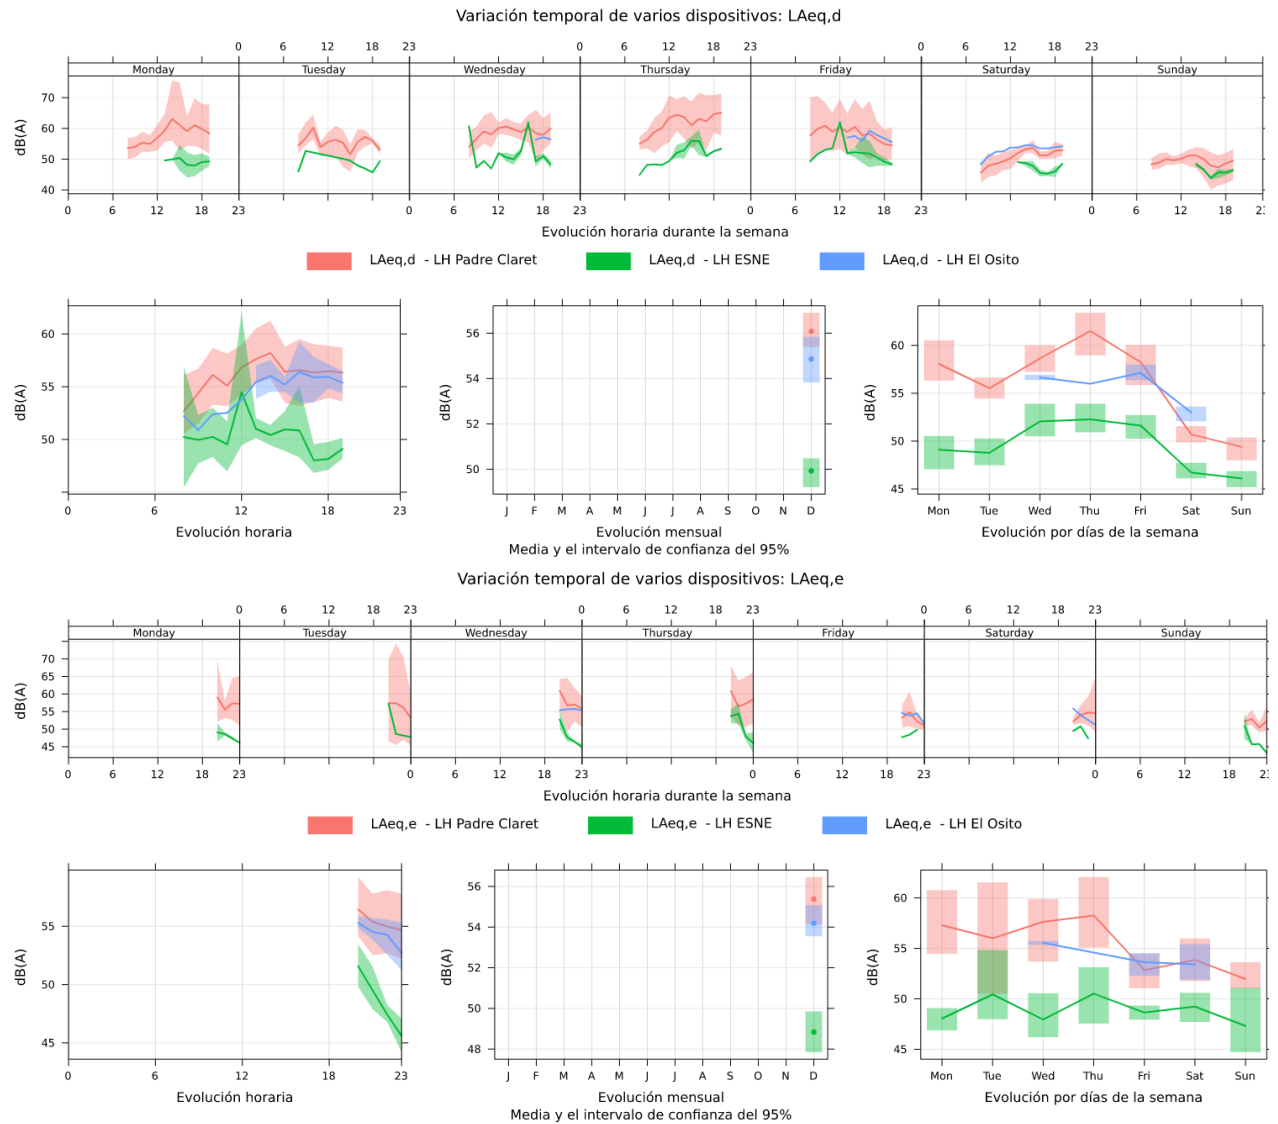 Variación temporal de varios dispositivos: LAeq,d
0 6 12 18 23 0 6 12 18 23 0 6 12 18 23
Monday Tuesday Wednesday Thursday Friday Saturday Sunday
dB(A)
70
60
50
40
0 6 12 18 23 0 6 12 18 23 0 6 12 18 23 0 6 12 18 23
Evolución horaria durante la semana
LAeq,d - LH Padre Claret LAeq,d - LH ESNE LAeq,d - LH El Osito
dB(A)
60
55
50
0 6 12 18 23
Evolución horaria
dB(A)
56
54
52
50
J F M A M J J A S O N D
Evolución mensual
Media y el intervalo de confianza del 95%
dB(A)
60
55
50
45
Mon Tue Wed Thu Fri Sat Sun
Evolución por días de la semana
Variación temporal de varios dispositivos: LAeq,e
0 6 12 18 23 0 6 12 18 23 0 6 12 18 23
Monday Tuesday Wednesday Thursday Friday Saturday Sunday
dB(A)
70
65
60
55
50
45
0 6 12 18 23 0 6 12 18 23 0 6 12 18 23 0 6 12 18 23
Evolución horaria durante la semana
LAeq,e - LH Padre Claret LAeq,e - LH ESNE LAeq,e - LH El Osito
dB(A)
55
50
45
0 6 12 18 23
Evolución horaria
dB(A)
56
54
52
50
48
J F M A M J J A S O N D
Evolución mensual
Media y el intervalo de confianza del 95%
dB(A)
60
55
50
45
Mon Tue Wed Thu Fri Sat Sun
Evolución por días de la semana